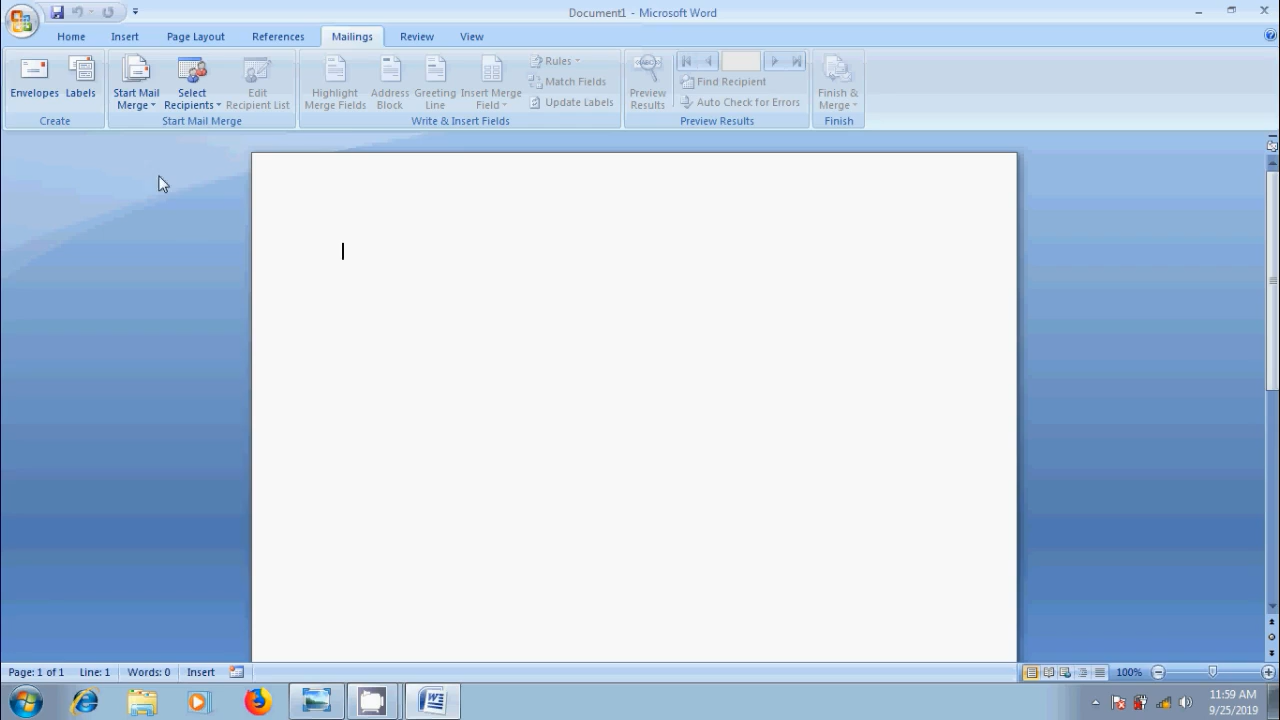 Document1 - Microsoft Word
Home Insert Page Layout References Mailings Review View
Envelopes
Labels
Create
Start Mail
Merge
Select
Recipients
Edit
Recipient List
Start Mail Merge
Highlight
Merge Fields
Address
Block
Greeting
Line
Insert Merge
Field
Rules
Match Fields
Update Labels
Write & Insert Fields
Preview
Results
ABC
Find Recipient
Auto Check for Errors
Preview Results
Finish &
Merge
Finish
Page: 1 of 1 Line: 1 Words: 0 Insert 100%
11:59 AM
9/25/2019